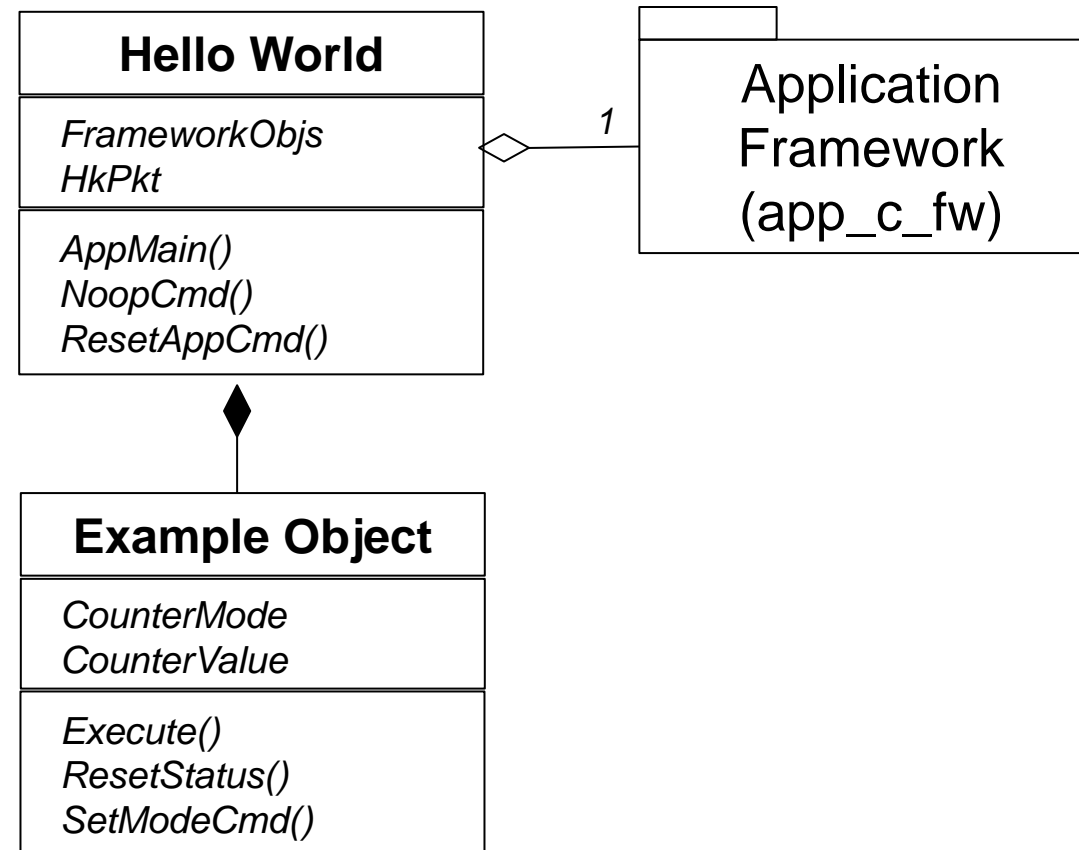 Hello World
FrameworkObjs
HkPkt
AppMain()
NoopCmd()
ResetAppCmd()
1
Application
Framework
(app_c_fw)
Example Object
CounterMode
CounterValue
Execute()
ResetStatus()
SetModeCmd()